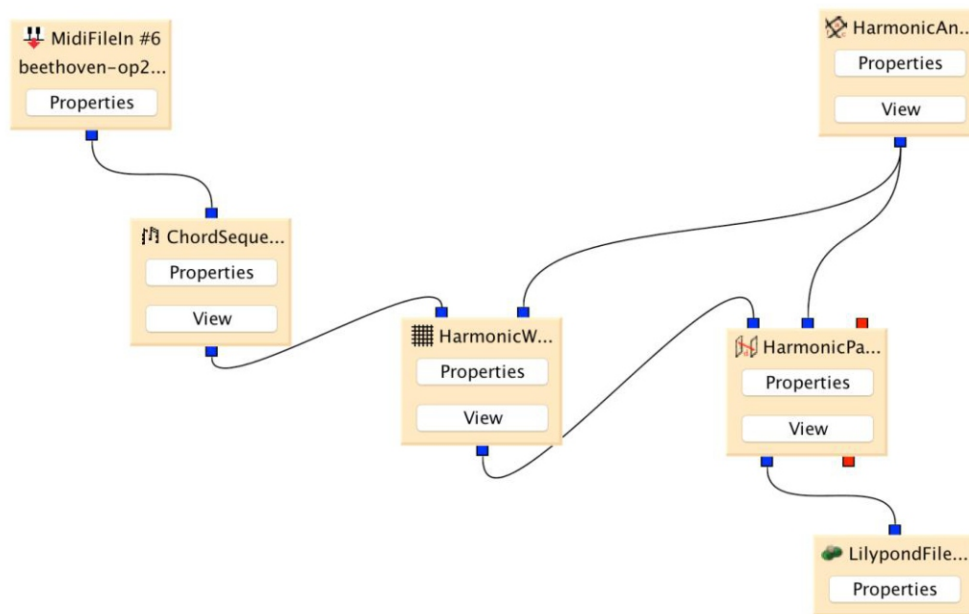 MidiFileIn #6
beethoven-op2...
Properties
HarmonicAn...
Properties
View
ChordSeque...
Properties
View
HarmonicW...
Properties
View
HarmonicPa...
Properties
View
LilypondFile...
Properties